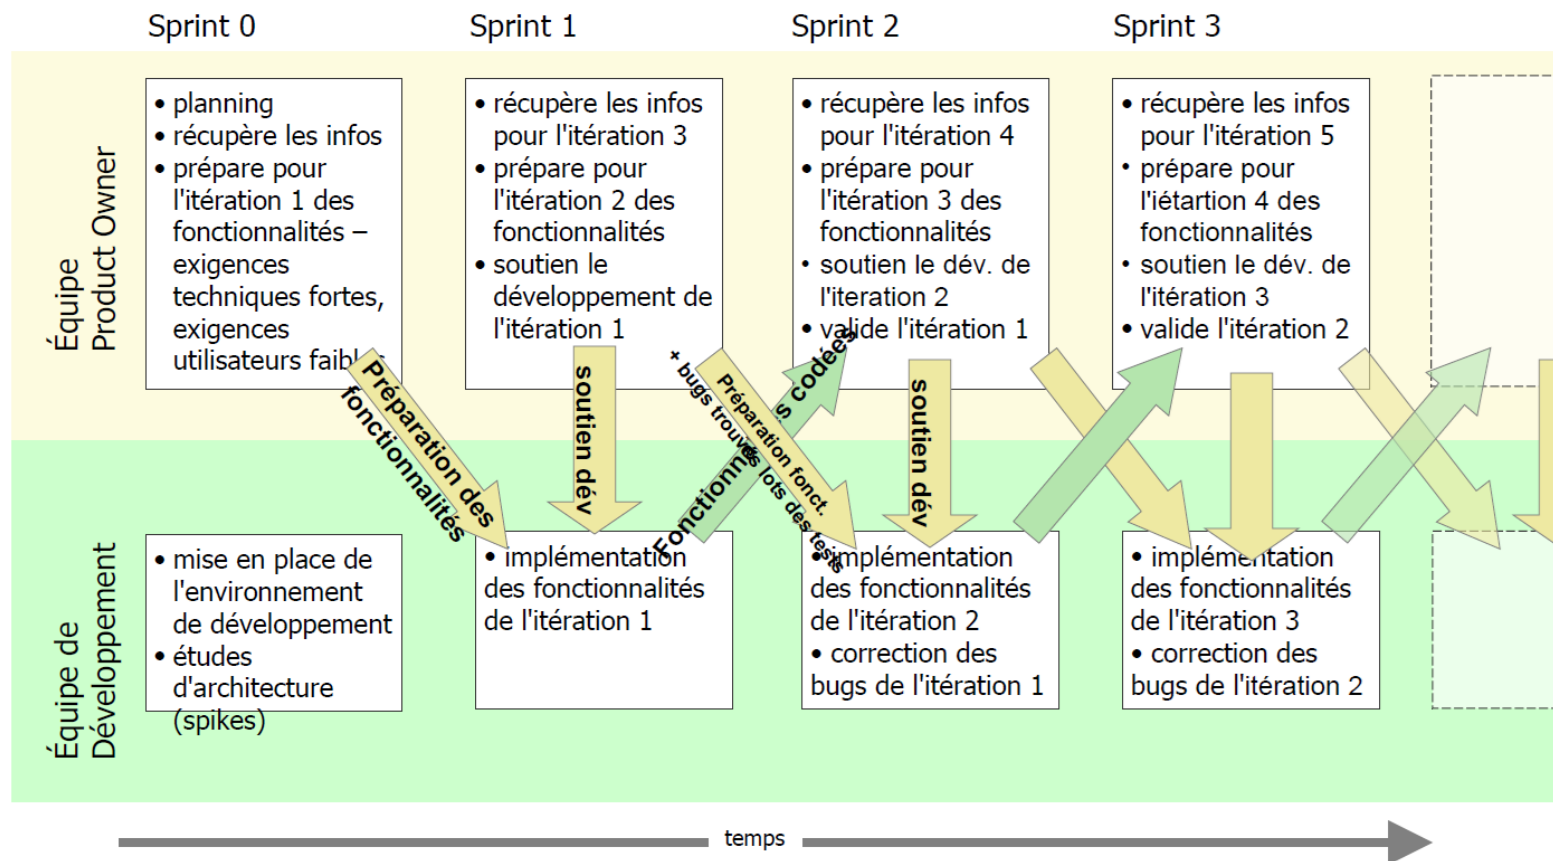 Sprint 0
Sprint 1
Sprint 2
Sprint 3
Équipe
Product Owner
• planning
• récupère les infos
• prépare pour
l'itération 1 des
fonctionnalités –
exigences
techniques fortes,
exigences
utilisateurs faibles
• récupère les infos
pour l'itération 3
• prépare pour
l'itération 2 des
fonctionnalités
• soutien le
développement de
l'itération 1
• récupère les infos
pour l'itération 4
• prépare pour
l'itération 3 des
fonctionnalités
• soutien le dév. de
l'iteration 2
• valide l'itération 1
• récupère les infos
pour l'itération 5
• prépare pour
l'iétartion 4 des
fonctionnalités
• soutien le dév. de
l'itération 3
• valide l'itération 2
Préparation des
fonctionnalités
soutien dév
Préparation fonct.
+ bugs trouvés lots des tests
codées
soutien dév
Équipe de
Développement
• mise en place de
l'environnement
de développement
• études
d'architecture
(spikes)
• implémentation
des fonctionnalités
de l'itération 1
• implémentation
des fonctionnalités
de l'itération 2
• correction des
bugs de l'itération 1
• implémentation
des fonctionnalités
de l'itération 3
• correction des
bugs de l'itération 2
temps